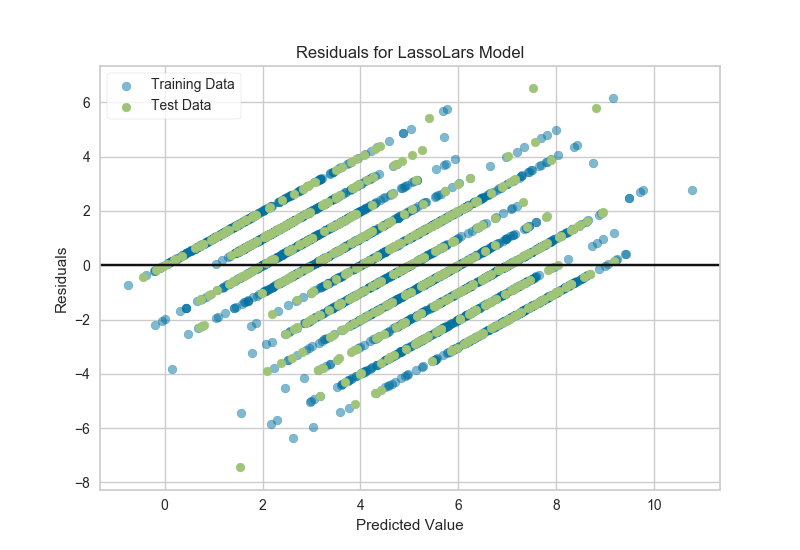 Residuals for LassoLars Model
Training Data
Test Data
6
4
2
0
−2
−4
−6
−8
Residuals
0 2 4 6 8 10
Predicted Value